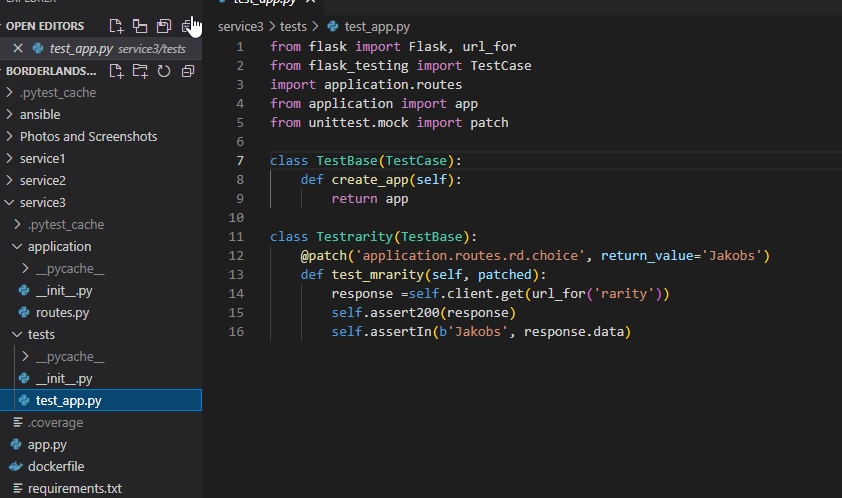 EXPLORER
test_app.py
OPEN EDITORS
test_app.py service3/tests
BORDERLANDS...
.pytest_cache
ansible
Photos and Screenshots
service1
service2
service3
.pytest_cache
application
__pycache__
__init__.py
routes.py
tests
__pycache__
__init__.py
test_app.py
.coverage
app.py
dockerfile
requirements.txt
service3 > tests > test_app.py
1 from flask import Flask, url_for
2 from flask_testing import TestCase
3 import application.routes
4 from application import app
5 from unittest.mock import patch
6
7 class TestBase(TestCase):
8 def create_app(self):
9 return app
10
11 class Testrarity(TestBase):
12 @patch('application.routes.rd.choice', return_value='Jakobs')
13 def test_mrarity(self, patched):
14 response =self.client.get(url_for('rarity'))
15 self.assert200(response)
16 self.assertIn(b'Jakobs', response.data)